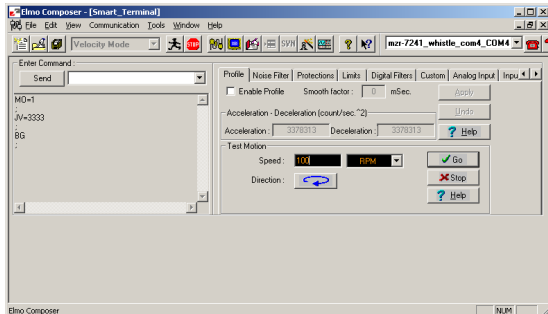 Elmo Composer - [Smart_Terminal]
File Edit View Communication Tools Window Help
Velocity Mode STOP SVM mzr-7241_whistle_com4_COM4
Enter Command:
Send
MO=1
;
JV=3333
;
BG
;
Profile Noise Filter Protections Limits Digital Filters Custom Analog Input Inpu
Enable Profile Smooth factor : 0 mSec. Apply
Acceleration - Deceleration (count/sec.^2) Undo
Acceleration : 3378313 Deceleration : 3378313 Help
Test Motion
Speed : 100 RPM Go
Direction : Stop
Help
Elmo Composer NUM